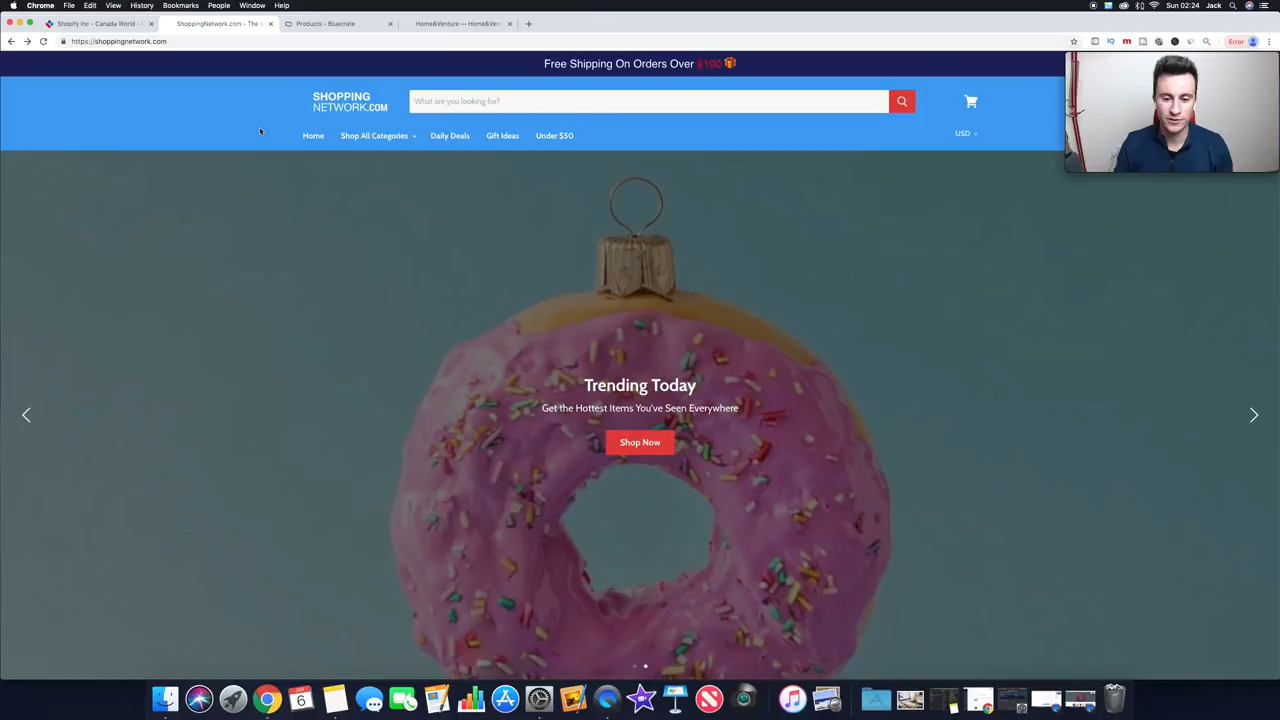 Chrome File Edit View History Bookmarks People Window Help Sun 02:24 Jack
Shopify Inc - Canada World - ShoppingNetwork.com - The Products - Bluecrate Home&Venture — Home&Ven
https://shoppingnetwork.com Error
Free Shipping On Orders Over $100
SHOPPING
NETWORK.COM
What are you looking for?
Home Shop All Categories Daily Deals Gift Ideas Under $50 USD
Trending Today
Get the Hottest Items You've Seen Everywhere
Shop Now
6